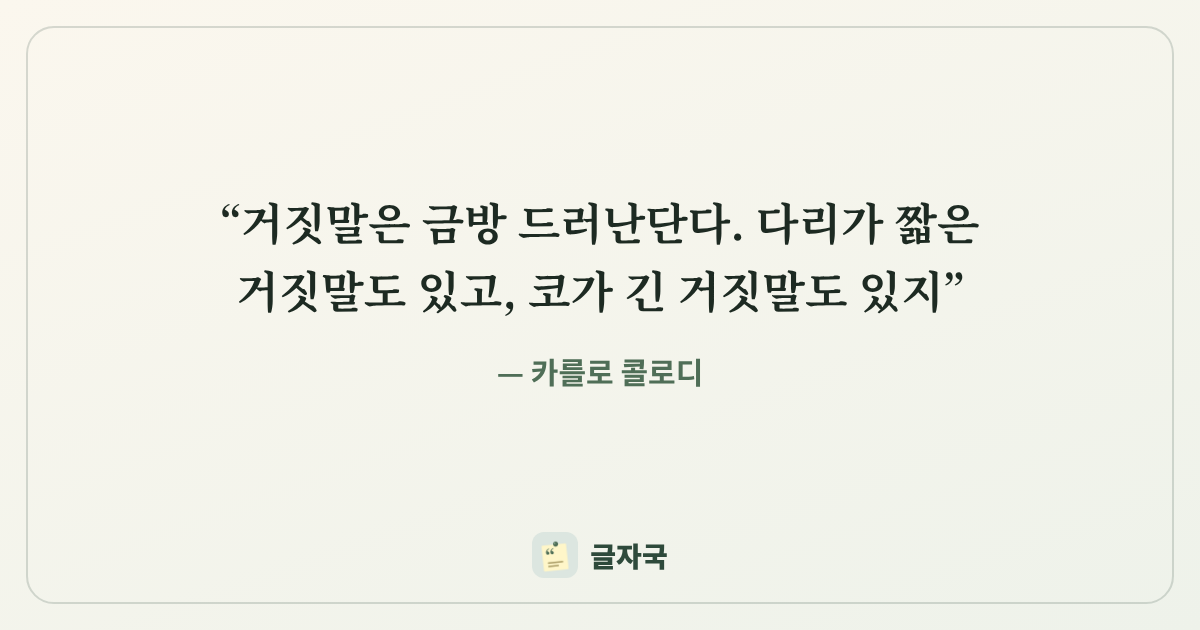 “거짓말은 금방 드러난단다. 다리가 짧은
거짓말도 있고, 코가 긴 거짓말도 있지”
— 카를로 콜로디
글자국